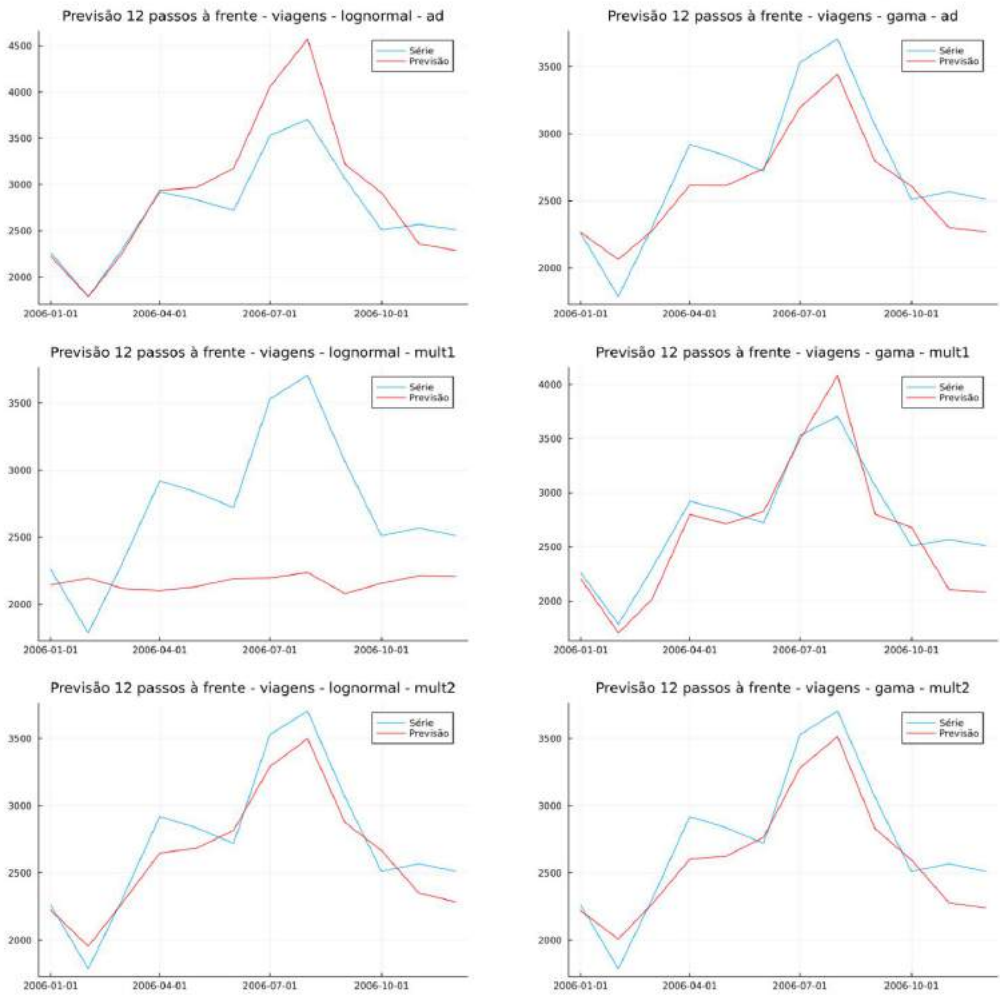 Previsão 12 passos à frente - viagens - lognormal - ad
4500
4000
3500
3000
2500
2000
Série
Previsão
2006-01-01
2006-04-01
2006-07-01
2006-10-01
Previsão 12 passos à frente - viagens - gama - ad
3500
3000
2500
2000
Série
Previsão
2006-01-01
2006-04-01
2006-07-01
2006-10-01
Previsão 12 passos à frente - viagens - lognormal - mult1
3500
3000
2500
2000
Série
Previsão
2006-01-01
2006-04-01
2006-07-01
2006-10-01
Previsão 12 passos à frente - viagens - gama - mult1
4000
3500
3000
2500
2000
Série
Previsão
2006-01-01
2006-04-01
2006-07-01
2006-10-01
Previsão 12 passos à frente - viagens - lognormal - mult2
3500
3000
2500
2000
Série
Previsão
2006-01-01
2006-04-01
2006-07-01
2006-10-01
Previsão 12 passos à frente - viagens - gama - mult2
3500
3000
2500
2000
Série
Previsão
2006-01-01
2006-04-01
2006-07-01
2006-10-01